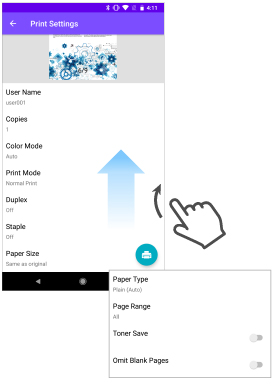 4:11
Print Settings
User Name
user001
Copies
1
Color Mode
Auto
Print Mode
Normal Print
Duplex
Off
Staple
Off
Paper Size
Same as original
Paper Type
Plain (Auto)
Page Range
All
Toner Save
Omit Blank Pages